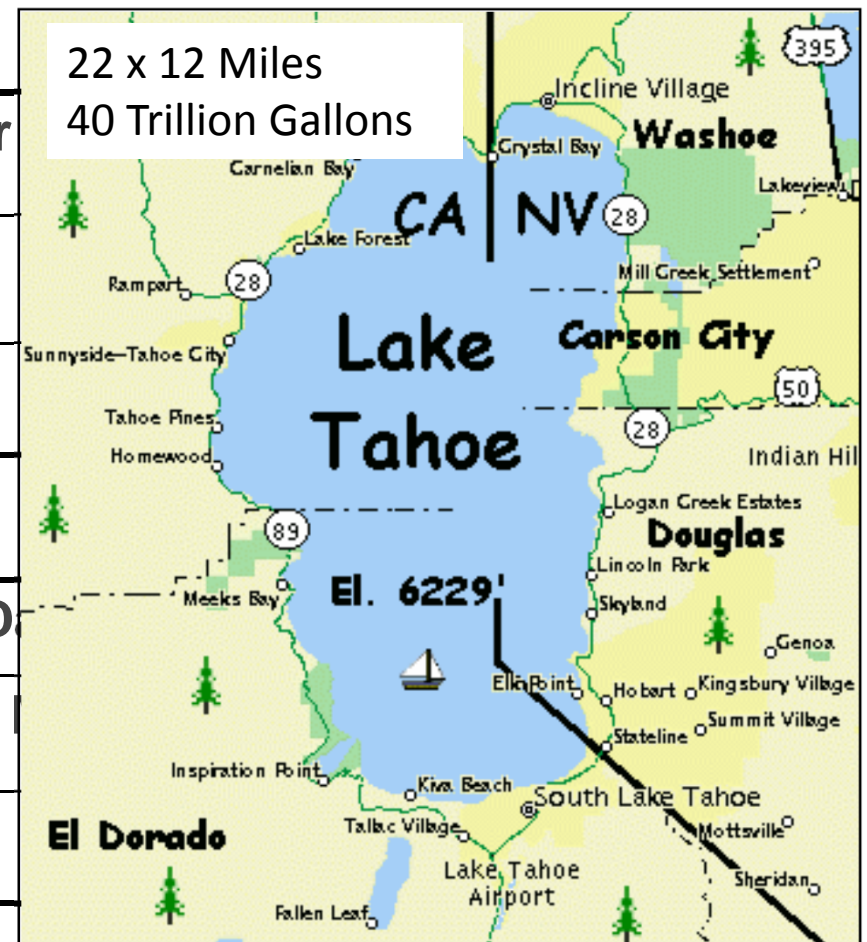 22 x 12 Miles
40 Trillion Gallons
395
Incline Village
Crystal Bay
Washoe
Carnelian Bay
Lakeview
CA
NV
28
Lake Forest
Mill Creek Settlement
Rampart
28
Lake
Carson City
Sunnyside-Tahoe City
50
Tahoe Pines
Tahoe
28
Homewood
Indian Hil
Logan Creek Estates
89
Douglas
Lincoln Park
El. 6229'
Meeks Bay
Skyland
Genoa
Elk Point
Hobart
Kingsbury Village
Summit Village
Stateline
Inspiration Point
Kiva Beach
South Lake Tahoe
El Dorado
Tallac Village
Mottsville
Lake Tahoe
Airport
Sheridan
Fallen Leaf